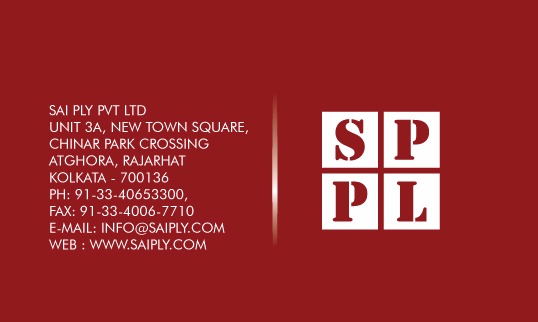 SAI PLY PVT LTD
UNIT 3A, NEW TOWN SQUARE,
CHINAR PARK CROSSING
ATGHORA, RAJARHAT
KOLKATA - 700136
PH: 91-33-40653300,
FAX: 91-33-4006-7710
E-MAIL: INFO@SAIPLY.COM
WEB : WWW.SAIPLY.COM
S P
P L